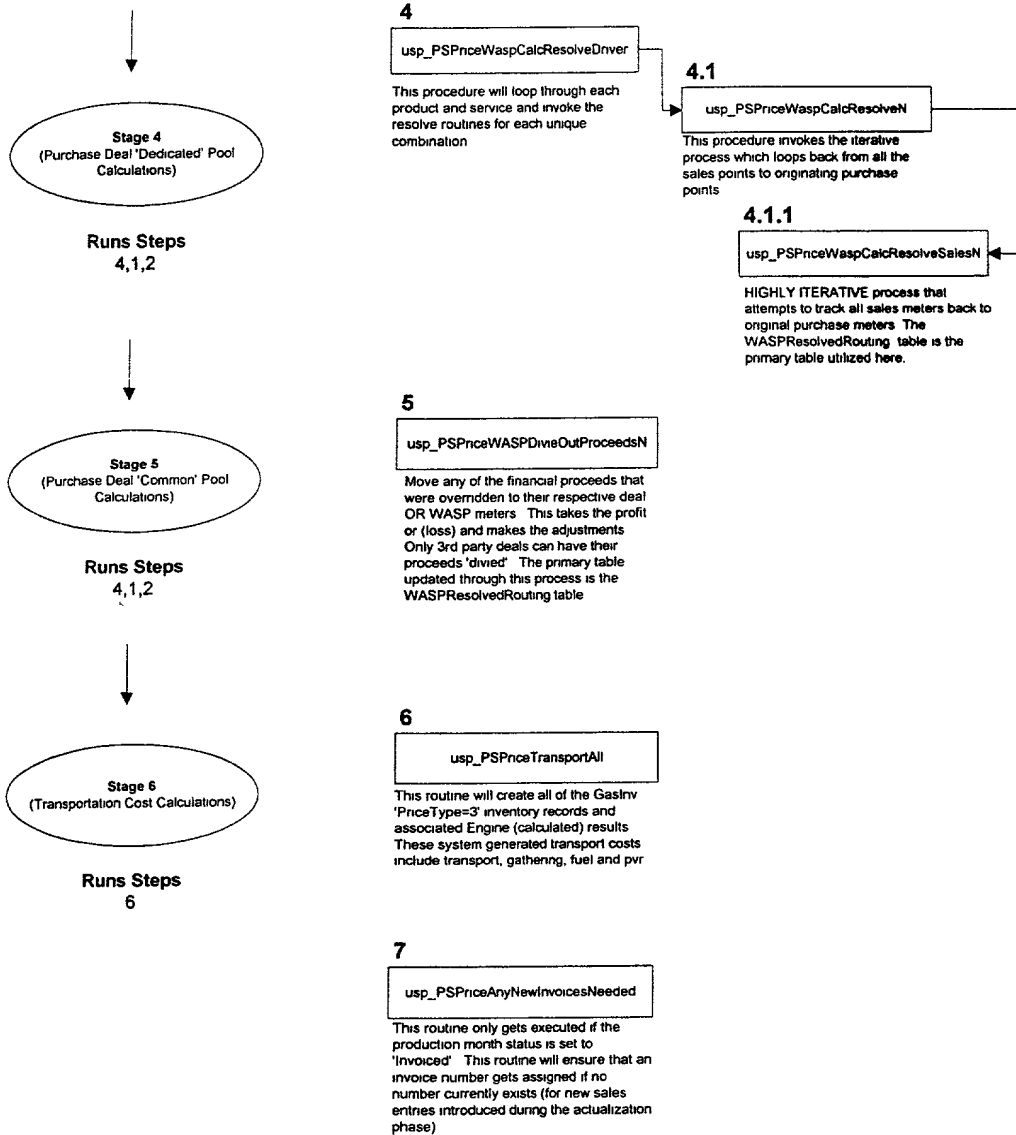 4
usp_PSPriceWaspCalcResolveDriver
This procedure will loop through each
product and service and invoke the
resolve routines for each unique
combination
4.1
usp_PSPriceWaspCalcResolveN
This procedure invokes the iterative
process which loops back from all the
sales points to originating purchase
points
4.1.1
usp_PSPriceWaspCalcResolveSalesN
HIGHLY ITERATIVE process that
attempts to track all sales meters back to
original purchase meters The
WASPResolvedRouting table is the
primary table utilized here.
Stage 4
(Purchase Deal 'Dedicated' Pool
Calculations)
Runs Steps
4,1,2
5
usp_PSPriceWASPDivieOutProceedsN
Move any of the financial proceeds that
were overridden to their respective deal
OR WASP meters This takes the profit
or (loss) and makes the adjustments
Only 3rd party deals can have their
proceeds 'divied' The primary table
updated through this process is the
WASPResolvedRouting table
Stage 5
(Purchase Deal 'Common' Pool
Calculations)
Runs Steps
4,1,2
6
usp_PSPriceTransportAll
This routine will create all of the GasInv
'PriceType=3' inventory records and
associated Engine (calculated) results
These system generated transport costs
include transport, gathering, fuel and pvr
Stage 6
(Transportation Cost Calculations)
Runs Steps
6
7
usp_PSPriceAnyNewInvoicesNeeded
This routine only gets executed if the
production month status is set to
'Invoiced' This routine will ensure that an
invoice number gets assigned if no
number currently exists (for new sales
entries introduced during the actualization
phase)